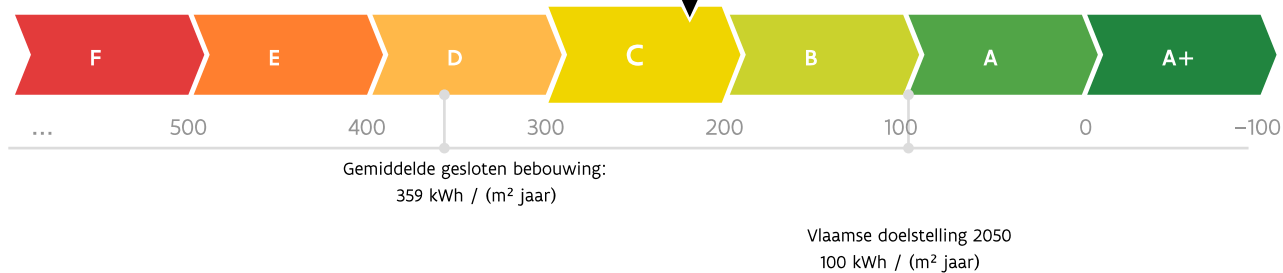 F E D C B A A+
... 500 400 300 200 100 0 –100
Gemiddelde gesloten bebouwing:
359 kWh / (m² jaar)
Vlaamse doelstelling 2050
100 kWh / (m² jaar)